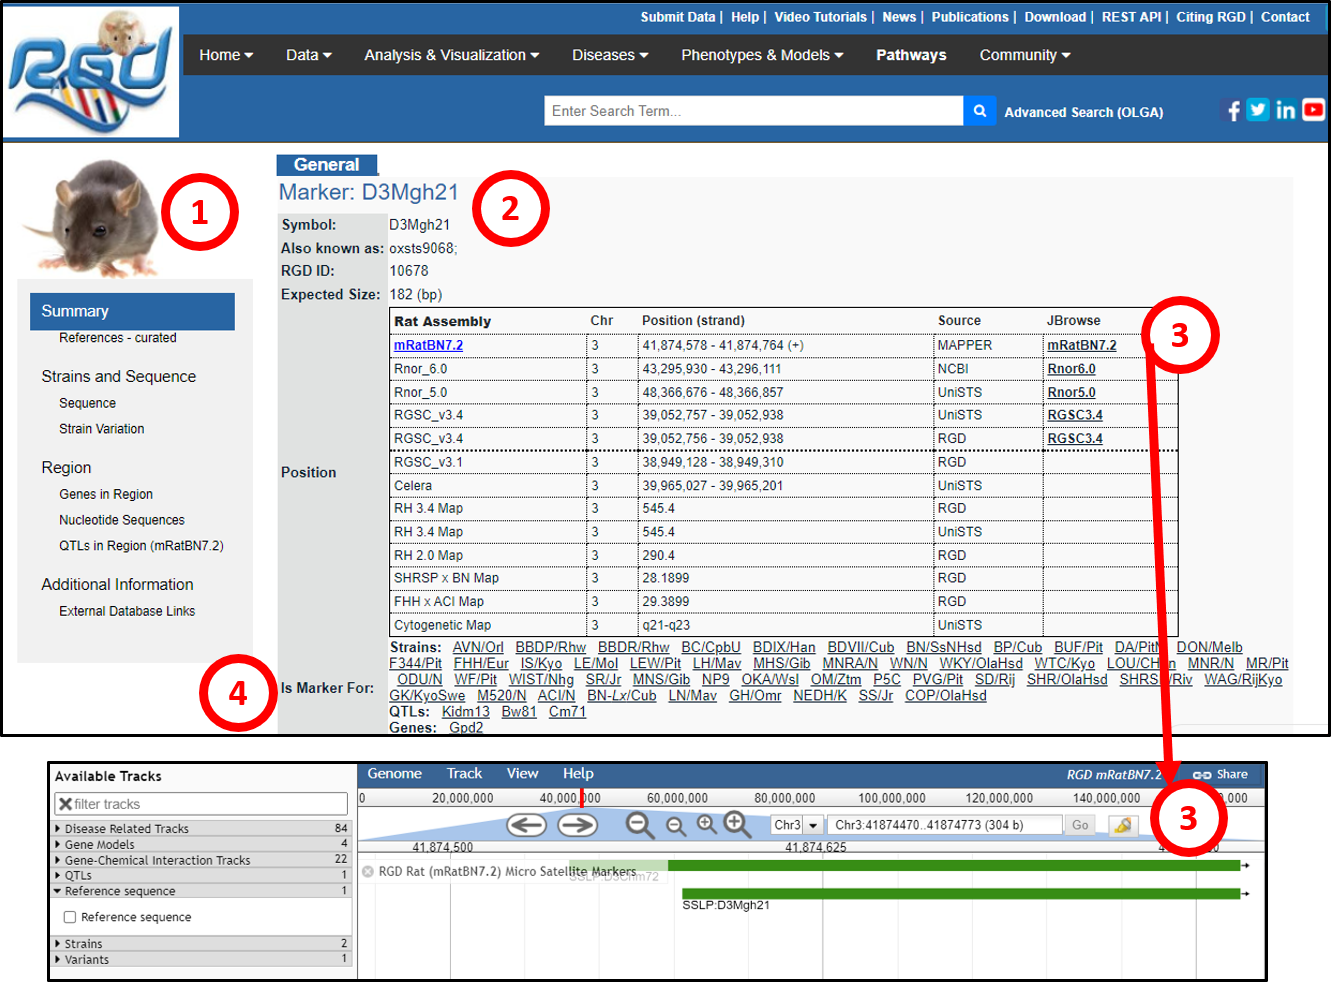 Submit Data | Help | Video Tutorials | News | Publications | Download | REST API | Citing RGD | Contact
RGD
Home Data Analysis & Visualization Diseases Phenotypes & Models Pathways Community
Enter Search Term... Advanced Search (OLGA)
General
Marker: D3Mgh21
1
2
Symbol: D3Mgh21
Also known as: oxsts9068;
RGD ID: 10678
Expected Size: 182 (bp)
Summary
References - curated
Strains and Sequence
Sequence
Strain Variation
Region
Genes in Region
Nucleotide Sequences
QTLs in Region (mRatBN7.2)
Additional Information
External Database Links
Position
Rat Assembly Chr Position (strand) Source JBrowse
mRatBN7.2 3 41,874,578 - 41,874,764 (+) MAPPER mRatBN7.2
Rnor_6.0 3 43,295,930 - 43,296,111 NCBI Rnor6.0
Rnor_5.0 3 48,366,676 - 48,366,857 UniSTS Rnor5.0
RGSC_v3.4 3 39,052,757 - 39,052,938 UniSTS RGSC3.4
RGSC_v3.4 3 39,052,756 - 39,052,938 RGD RGSC3.4
RGSC_v3.1 3 38,949,128 - 38,949,310 RGD
Celera 3 39,965,027 - 39,965,201 UniSTS
RH 3.4 Map 3 545.4 RGD
RH 3.4 Map 3 545.4 UniSTS
RH 2.0 Map 3 290.4 RGD
SHRSP x BN Map 3 28.1899 RGD
FHH x ACI Map 3 29.3899 RGD
Cytogenetic Map 3 q21-q23 UniSTS
3
4
Is Marker For:
Strains: AVN/Orl BBDP/Rhw BBDR/Rhw BC/CpbU BDIX/Han BDVII/Cub BN/SsNHsd BP/Cub BUF/Pit DA/Pit DON/Melb
F344/Pit FHH/Eur IS/Kyo LE/Mol LEW/Pit LH/Mav MHS/Gib MNRA/N WN/N WKY/OlaHsd WTC/Kyo MNR/N MR/Pit
ODU/N WF/Pit WIST/Nhg SR/Jr MNS/Gib NP9 OKA/Wsl OM/Ztm P5C PVG/Pit SD/Rij SHR/OlaHsd WAG/RijKyo
GK/KyoSwe M520/N ACI/N BN-Lx/Cub LN/Mav GH/Omr NEDH/K SS/Jr COP/OlaHsd
QTLs: Kidm13 Bw81 Cm71
Genes: Gpd2
Available Tracks
filter tracks
Disease Related Tracks 84
Gene Models 4
Gene-Chemical Interaction Tracks 22
QTLs 1
Reference sequence 1
Reference sequence
Strains 2
Variants 1
Genome Track View Help RGD mRatBN7.2 Share
0 20,000,000 40,000,000 60,000,000 80,000,000 100,000,000 120,000,000 140,000,000
3
Chr3 Chr3:41874470..41874773 (304 b) Go
41,874,500 41,874,625
RGD Rat (mRatBN7.2) Micro Satellite Markers
SSLP:D3Mgh21